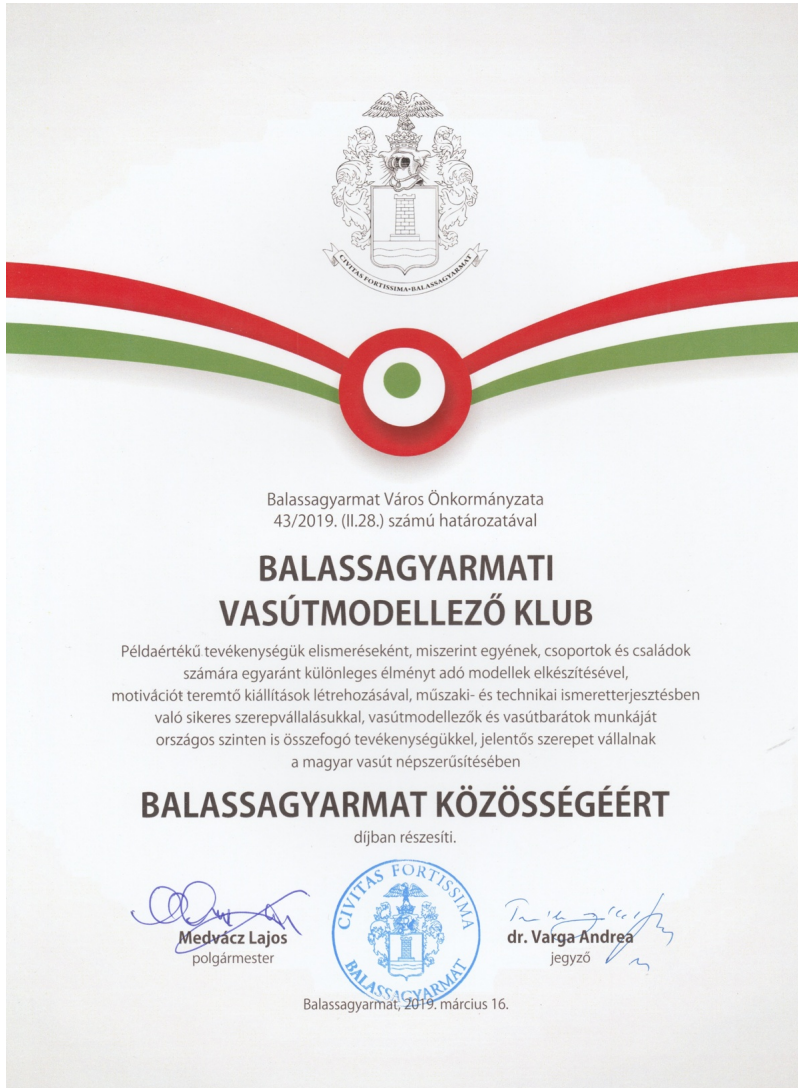 CIVITAS FORTISSIMA•BALASSAGYARMAT
Balassagyarmat Város Önkormányzata
43/2019. (II.28.) számú határozatával
BALASSAGYARMATI
VASÚTMODELLEZŐ KLUB
Példaértékű tevékenységük elismeréseként, miszerint egyének, csoportok és családok
számára egyaránt különleges élményt adó modellek elkészítésével,
motivációt teremtő kiállítások létrehozásával, műszaki- és technikai ismeretterjesztésben
való sikeres szerepvállalásukkal, vasútmodellezők és vasútbarátok munkáját
országos szinten is összefogó tevékenységükkel, jelentős szerepet vállalnak
a magyar vasút népszerűsítésében
BALASSAGYARMAT KÖZÖSSÉGÉÉRT
díjban részesíti.
CIVITAS FORTISSIMA
BALASSAGYARMAT
Medvácz Lajos
polgármester
dr. Varga Andrea
jegyző
Balassagyarmat, 2019. március 16.